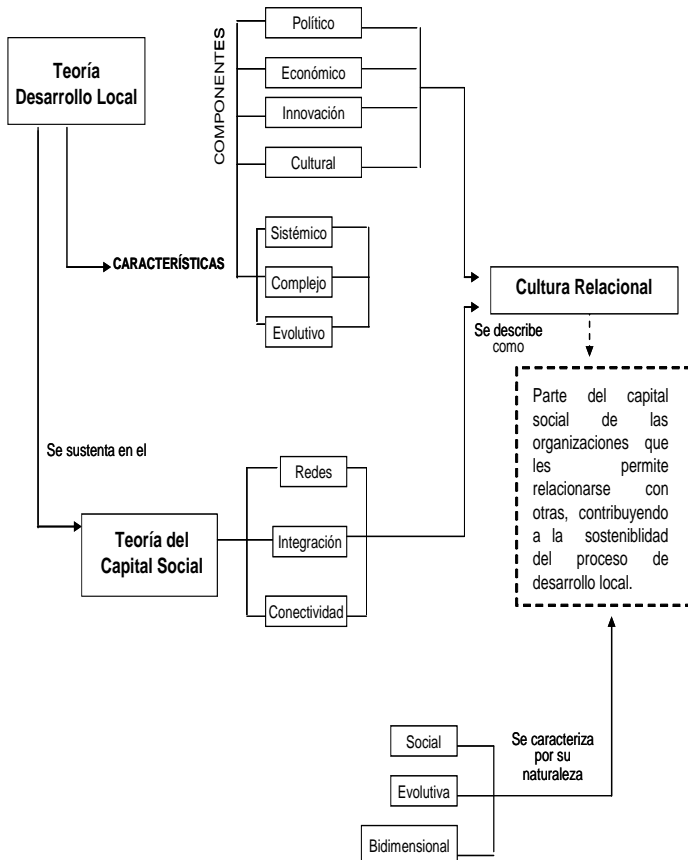 Teoría
Desarrollo Local
COMPONENTES
Político
Económico
Innovación
Cultural
CARACTERÍSTICAS
Sistémico
Complejo
Evolutivo
Cultura Relacional
Se describe
como
Parte del capital
social de las
organizaciones que
les permite
relacionarse con
otras, contribuyendo
a la sosteniblidad
del proceso de
desarrollo local.
Se sustenta en el
Teoría del
Capital Social
Redes
Integración
Conectividad
Social
Evolutiva
Bidimensional
Se caracteriza
por su
naturaleza